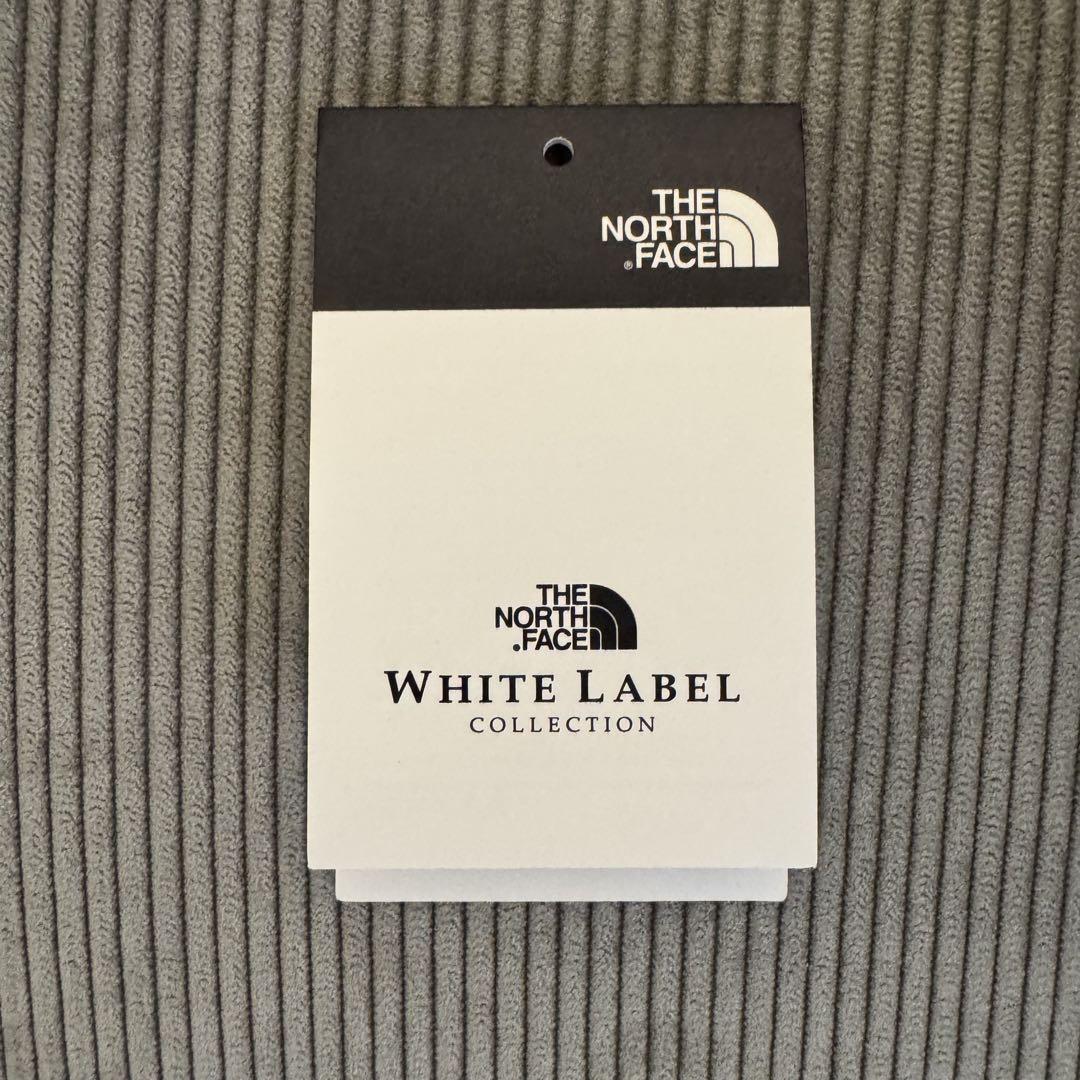 THE
NORTH
® FACE
THE
NORTH
.FACE
WHITE LABEL
COLLECTION